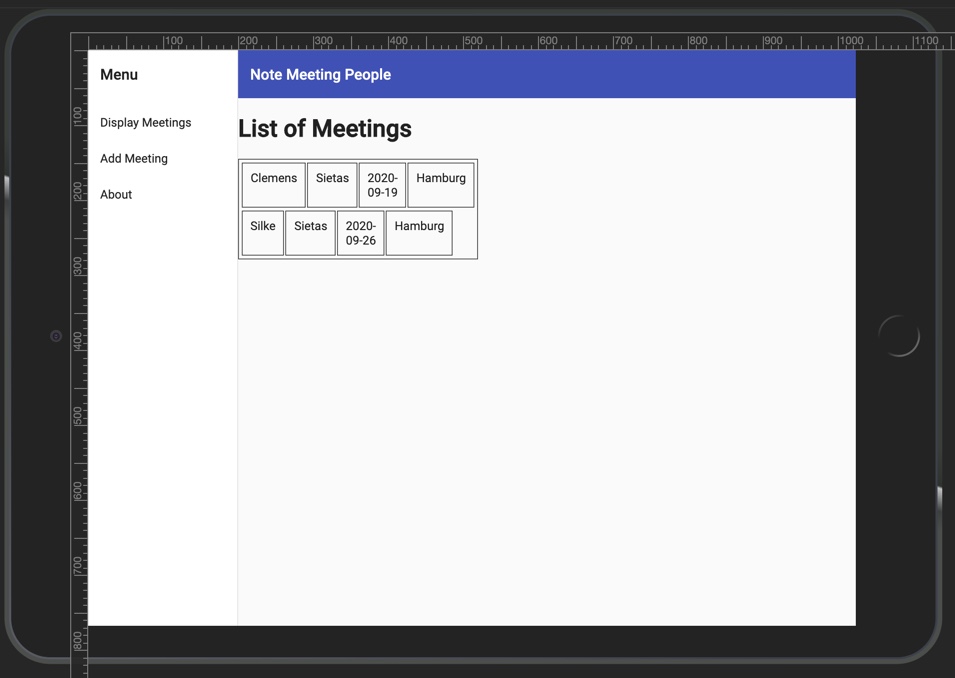 100 200 300 400 500 600 700 800 900 1000 1100
Menu
Note Meeting People
Display Meetings
Add Meeting
About
List of Meetings
Clemens Sietas 2020-
09-19 Hamburg
Silke Sietas 2020-
09-26 Hamburg
100
200
300
400
500
600
700
800